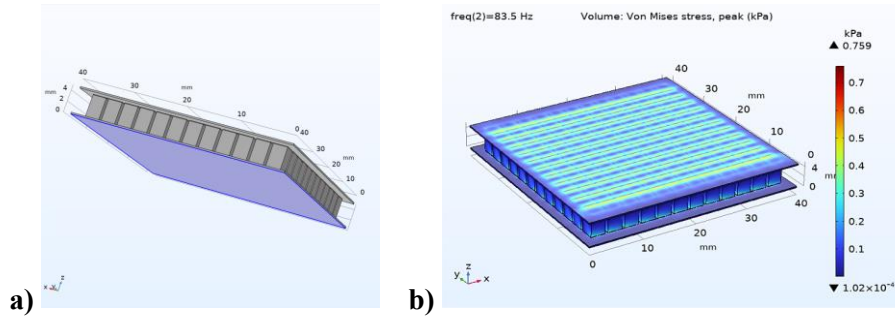 40
mm
30
mm
20
4
2
0
10
0
40
30
mm
20
10
0
x
y
z
a)
freq(2)=83.5 Hz
Volume: Von Mises stress, peak (kPa)
kPa
▲ 0.759
0.7
0.6
0.5
0.4
0.3
0.2
0.1
▼ 1.02×10⁻⁴
40
30
20
mm
10
0
4
mm
0
40
30
20
mm
10
0
y
z
x
b)